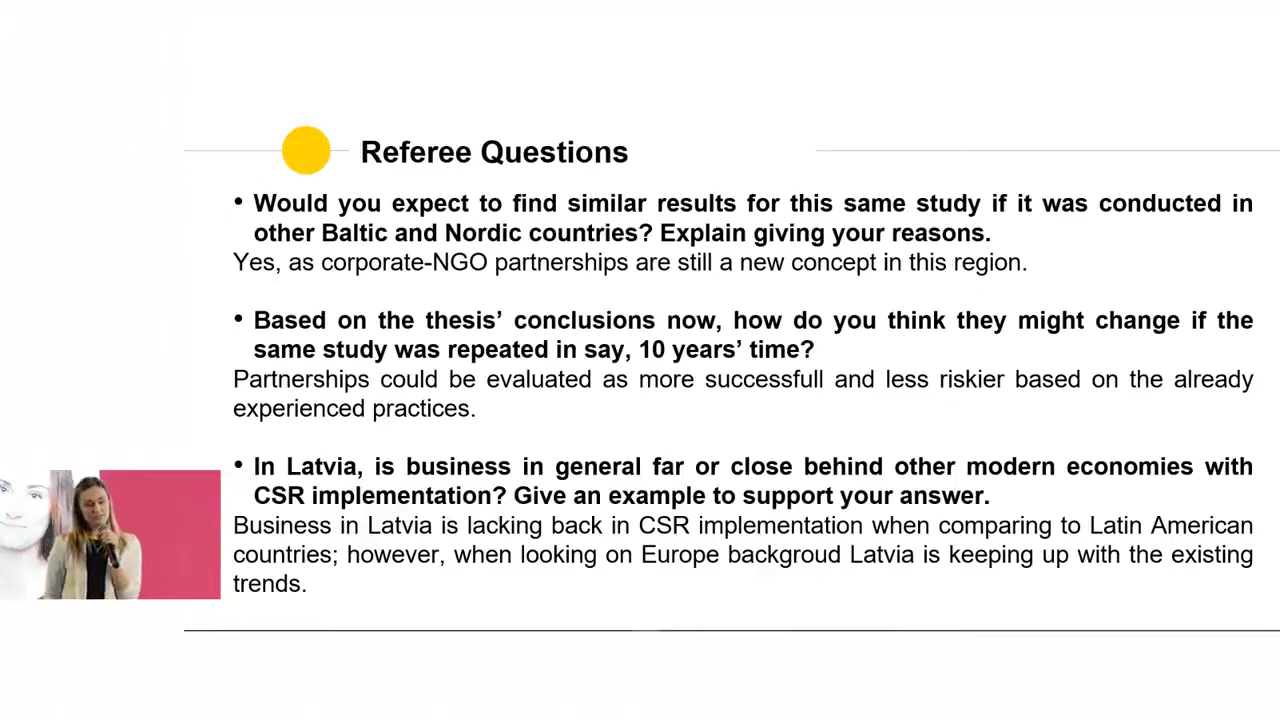 Referee Questions
• Would you expect to find similar results for this same study if it was conducted in
other Baltic and Nordic countries? Explain giving your reasons.
Yes, as corporate-NGO partnerships are still a new concept in this region.
• Based on the thesis’ conclusions now, how do you think they might change if the
same study was repeated in say, 10 years’ time?
Partnerships could be evaluated as more successfull and less riskier based on the already
experienced practices.
• In Latvia, is business in general far or close behind other modern economies with
CSR implementation? Give an example to support your answer.
Business in Latvia is lacking back in CSR implementation when comparing to Latin American
countries; however, when looking on Europe backgroud Latvia is keeping up with the existing
trends.